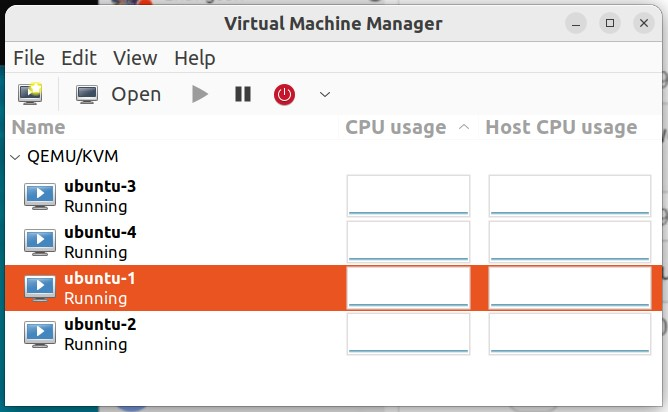 Virtual Machine Manager
File Edit View Help
Open
Name CPU usage Host CPU usage
QEMU/KVM
ubuntu-3
Running
ubuntu-4
Running
ubuntu-1
Running
ubuntu-2
Running